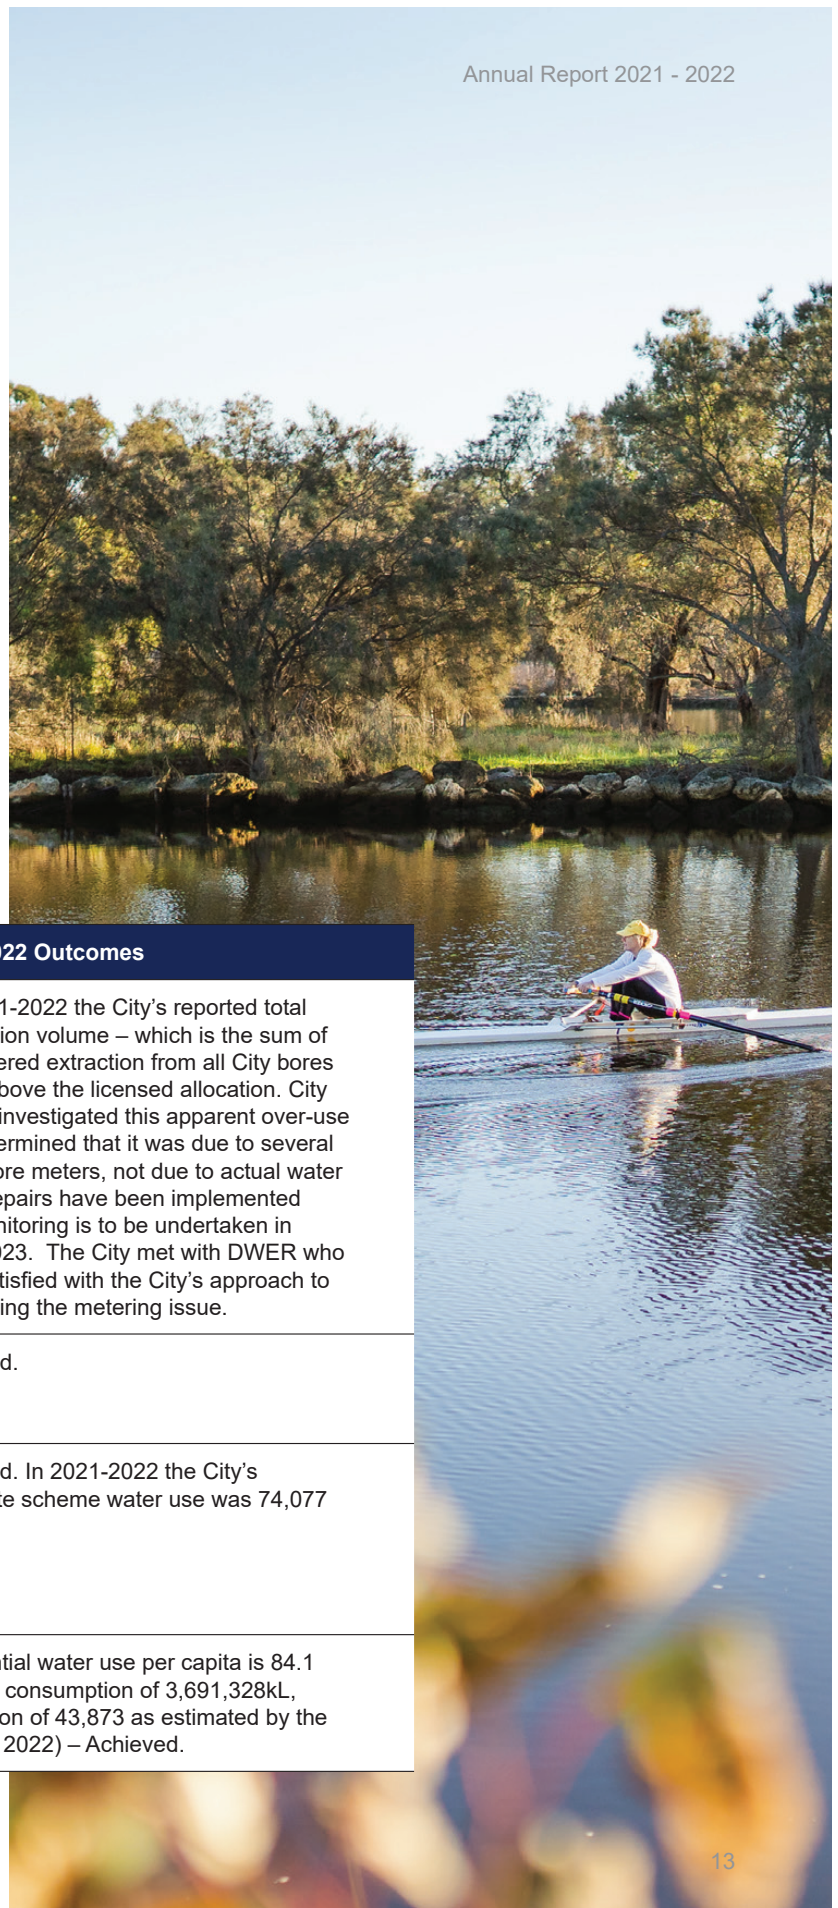 Annual Report 2021 - 2022
22 Outcomes
1-2022 the City’s reported total
ion volume – which is the sum of
ered extraction from all City bores
bove the licensed allocation. City
investigated this apparent over-use
ermined that it was due to several
ore meters, not due to actual water
epairs have been implemented
nitoring is to be undertaken in
23.  The City met with DWER who
tisfied with the City’s approach to
ing the metering issue.
d.
d. In 2021-2022 the City’s
te scheme water use was 74,077
tial water use per capita is 84.1
consumption of 3,691,328kL,
on of 43,873 as estimated by the
2022) – Achieved.
13